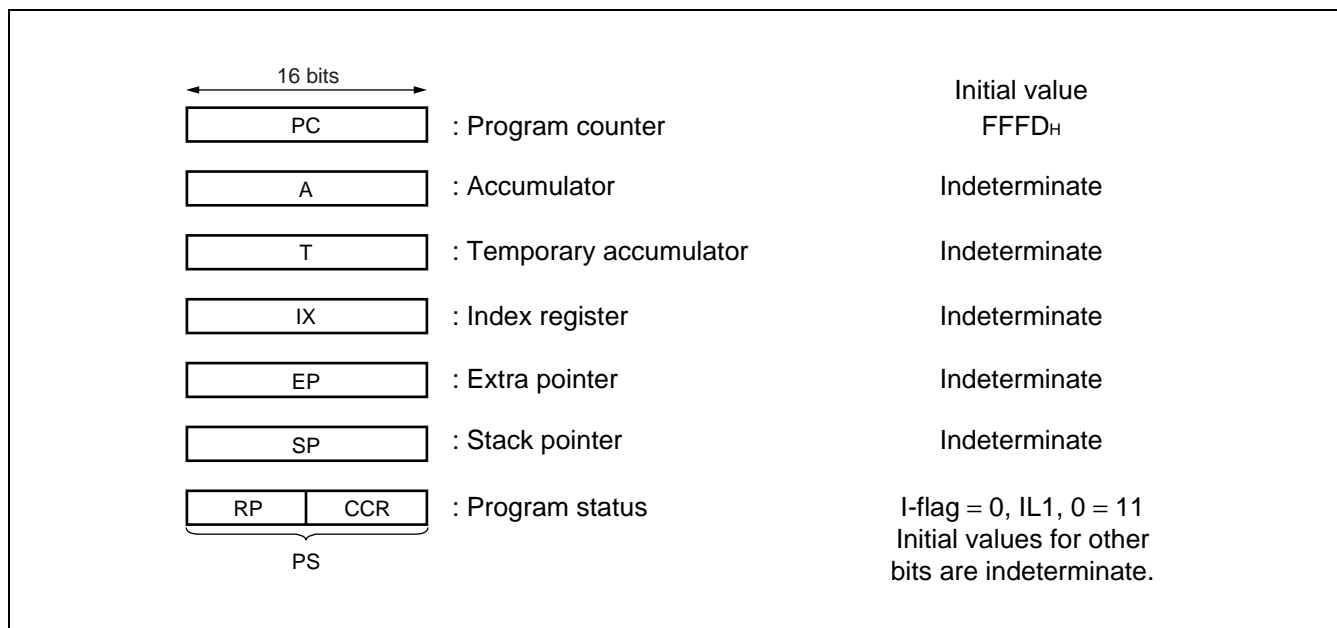 16 bits
Initial value
PC : Program counter FFFDH
A : Accumulator Indeterminate
T : Temporary accumulator Indeterminate
IX : Index register Indeterminate
EP : Extra pointer Indeterminate
SP : Stack pointer Indeterminate
RP CCR : Program status I-flag = 0, IL1, 0 = 11
Initial values for other
PS
bits are indeterminate.